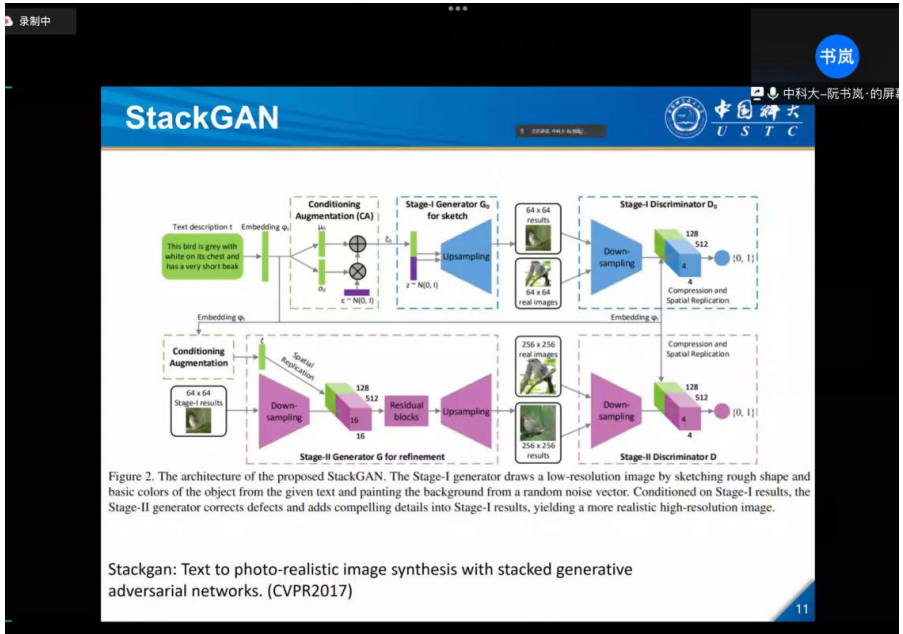 录制中
书岚
中科大-阮书岚·的屏幕
StackGAN
中国科大
U S T C
Text description t
Embedding φt
Conditioning
Augmentation (CA)
This bird is grey with
white on its chest and
has a very short beak
μ0
σ0
ε ~ N(0, I)
ĉ0
Stage-I Generator G0
for sketch
z ~ N(0, I)
Upsampling
64 x 64
results
64 x 64
real images
Stage-I Discriminator D0
Down-
sampling
128
512
4
4
{0, 1}
Compression and
Spatial Replication
Embedding φt
Embedding φt
Conditioning
Augmentation
ĉ
Spatial
Replication
64 x 64
Stage-I results
Down-
sampling
128
512
16
16
Residual
blocks
Upsampling
Stage-II Generator G for refinement
256 x 256
real images
256 x 256
results
Compression and
Spatial Replication
Down-
sampling
128
512
4
4
{0, 1}
Stage-II Discriminator D
Figure 2. The architecture of the proposed StackGAN. The Stage-I generator draws a low-resolution image by sketching rough shape and
basic colors of the object from the given text and painting the background from a random noise vector. Conditioned on Stage-I results, the
Stage-II generator corrects defects and adds compelling details into Stage-I results, yielding a more realistic high-resolution image.
Stackgan: Text to photo-realistic image synthesis with stacked generative
adversarial networks. (CVPR2017)
11